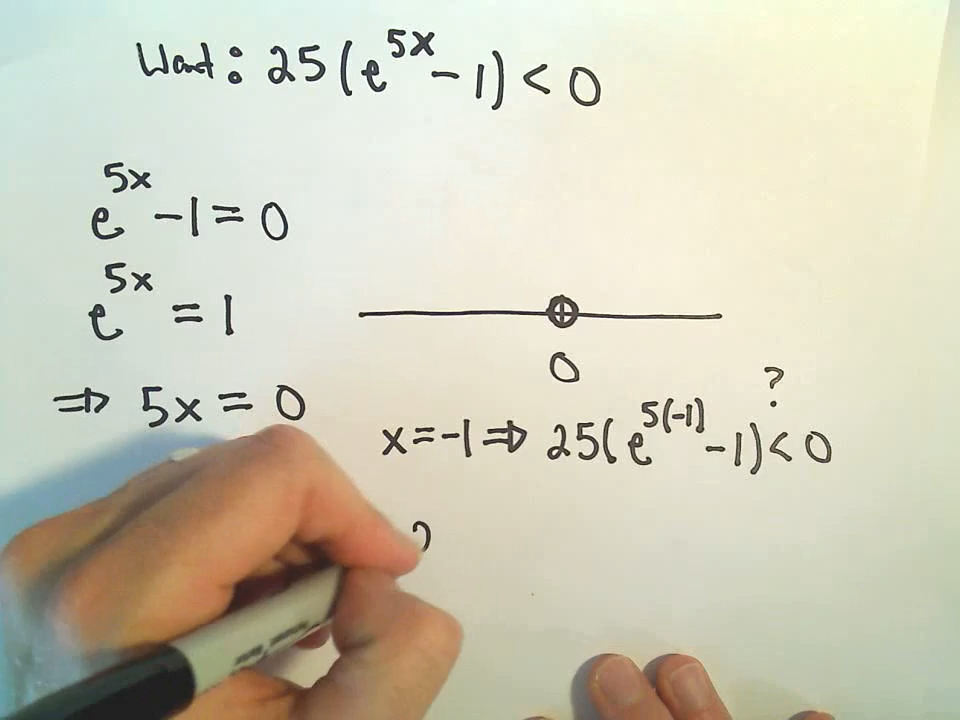 Want: 25(e^5x - 1) < 0
e^5x - 1 = 0
e^5x = 1
⇒ 5x = 0
0
?
x = -1 ⇒ 25(e^5(-1) - 1) < 0
2